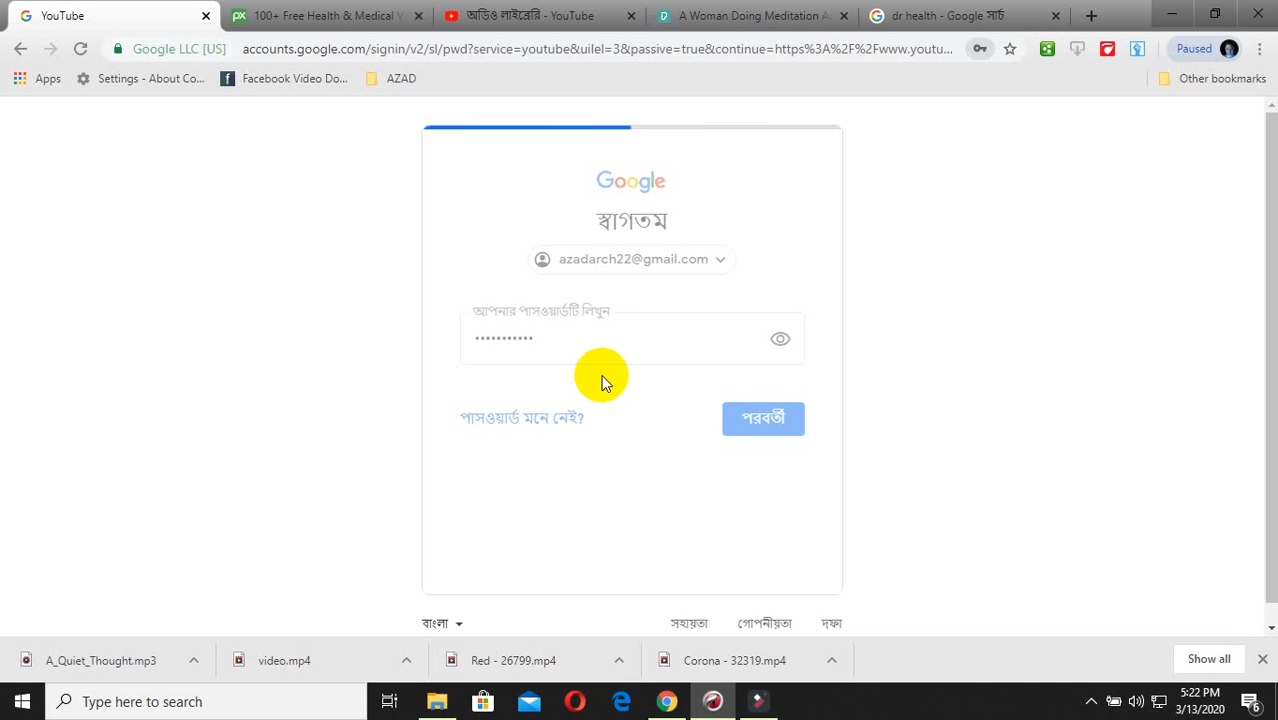 YouTube
100+ Free Health & Medical V
অডিও লাইব্রেরি - YouTube
A Woman Doing Meditation A
dr health - Google সার্চ
Google LLC [US] accounts.google.com/signin/v2/sl/pwd?service=youtube&uilel=3&passive=true&continue=https%3A%2F%2Fwww.youtu...
Paused
Apps Settings - About Co... Facebook Video Do... AZAD Other bookmarks
Google
স্বাগতম
azadarch22@gmail.com
আপনার পাসওয়ার্ডটি লিখুন
•••••••••••
পাসওয়ার্ড মনে নেই? পরবর্তী
বাংলা সহায়তা গোপনীয়তা দফা
A_Quiet_Thought.mp3 video.mp4 Red - 26799.mp4 Corona - 32319.mp4 Show all
Type here to search
5:22 PM
3/13/2020
6